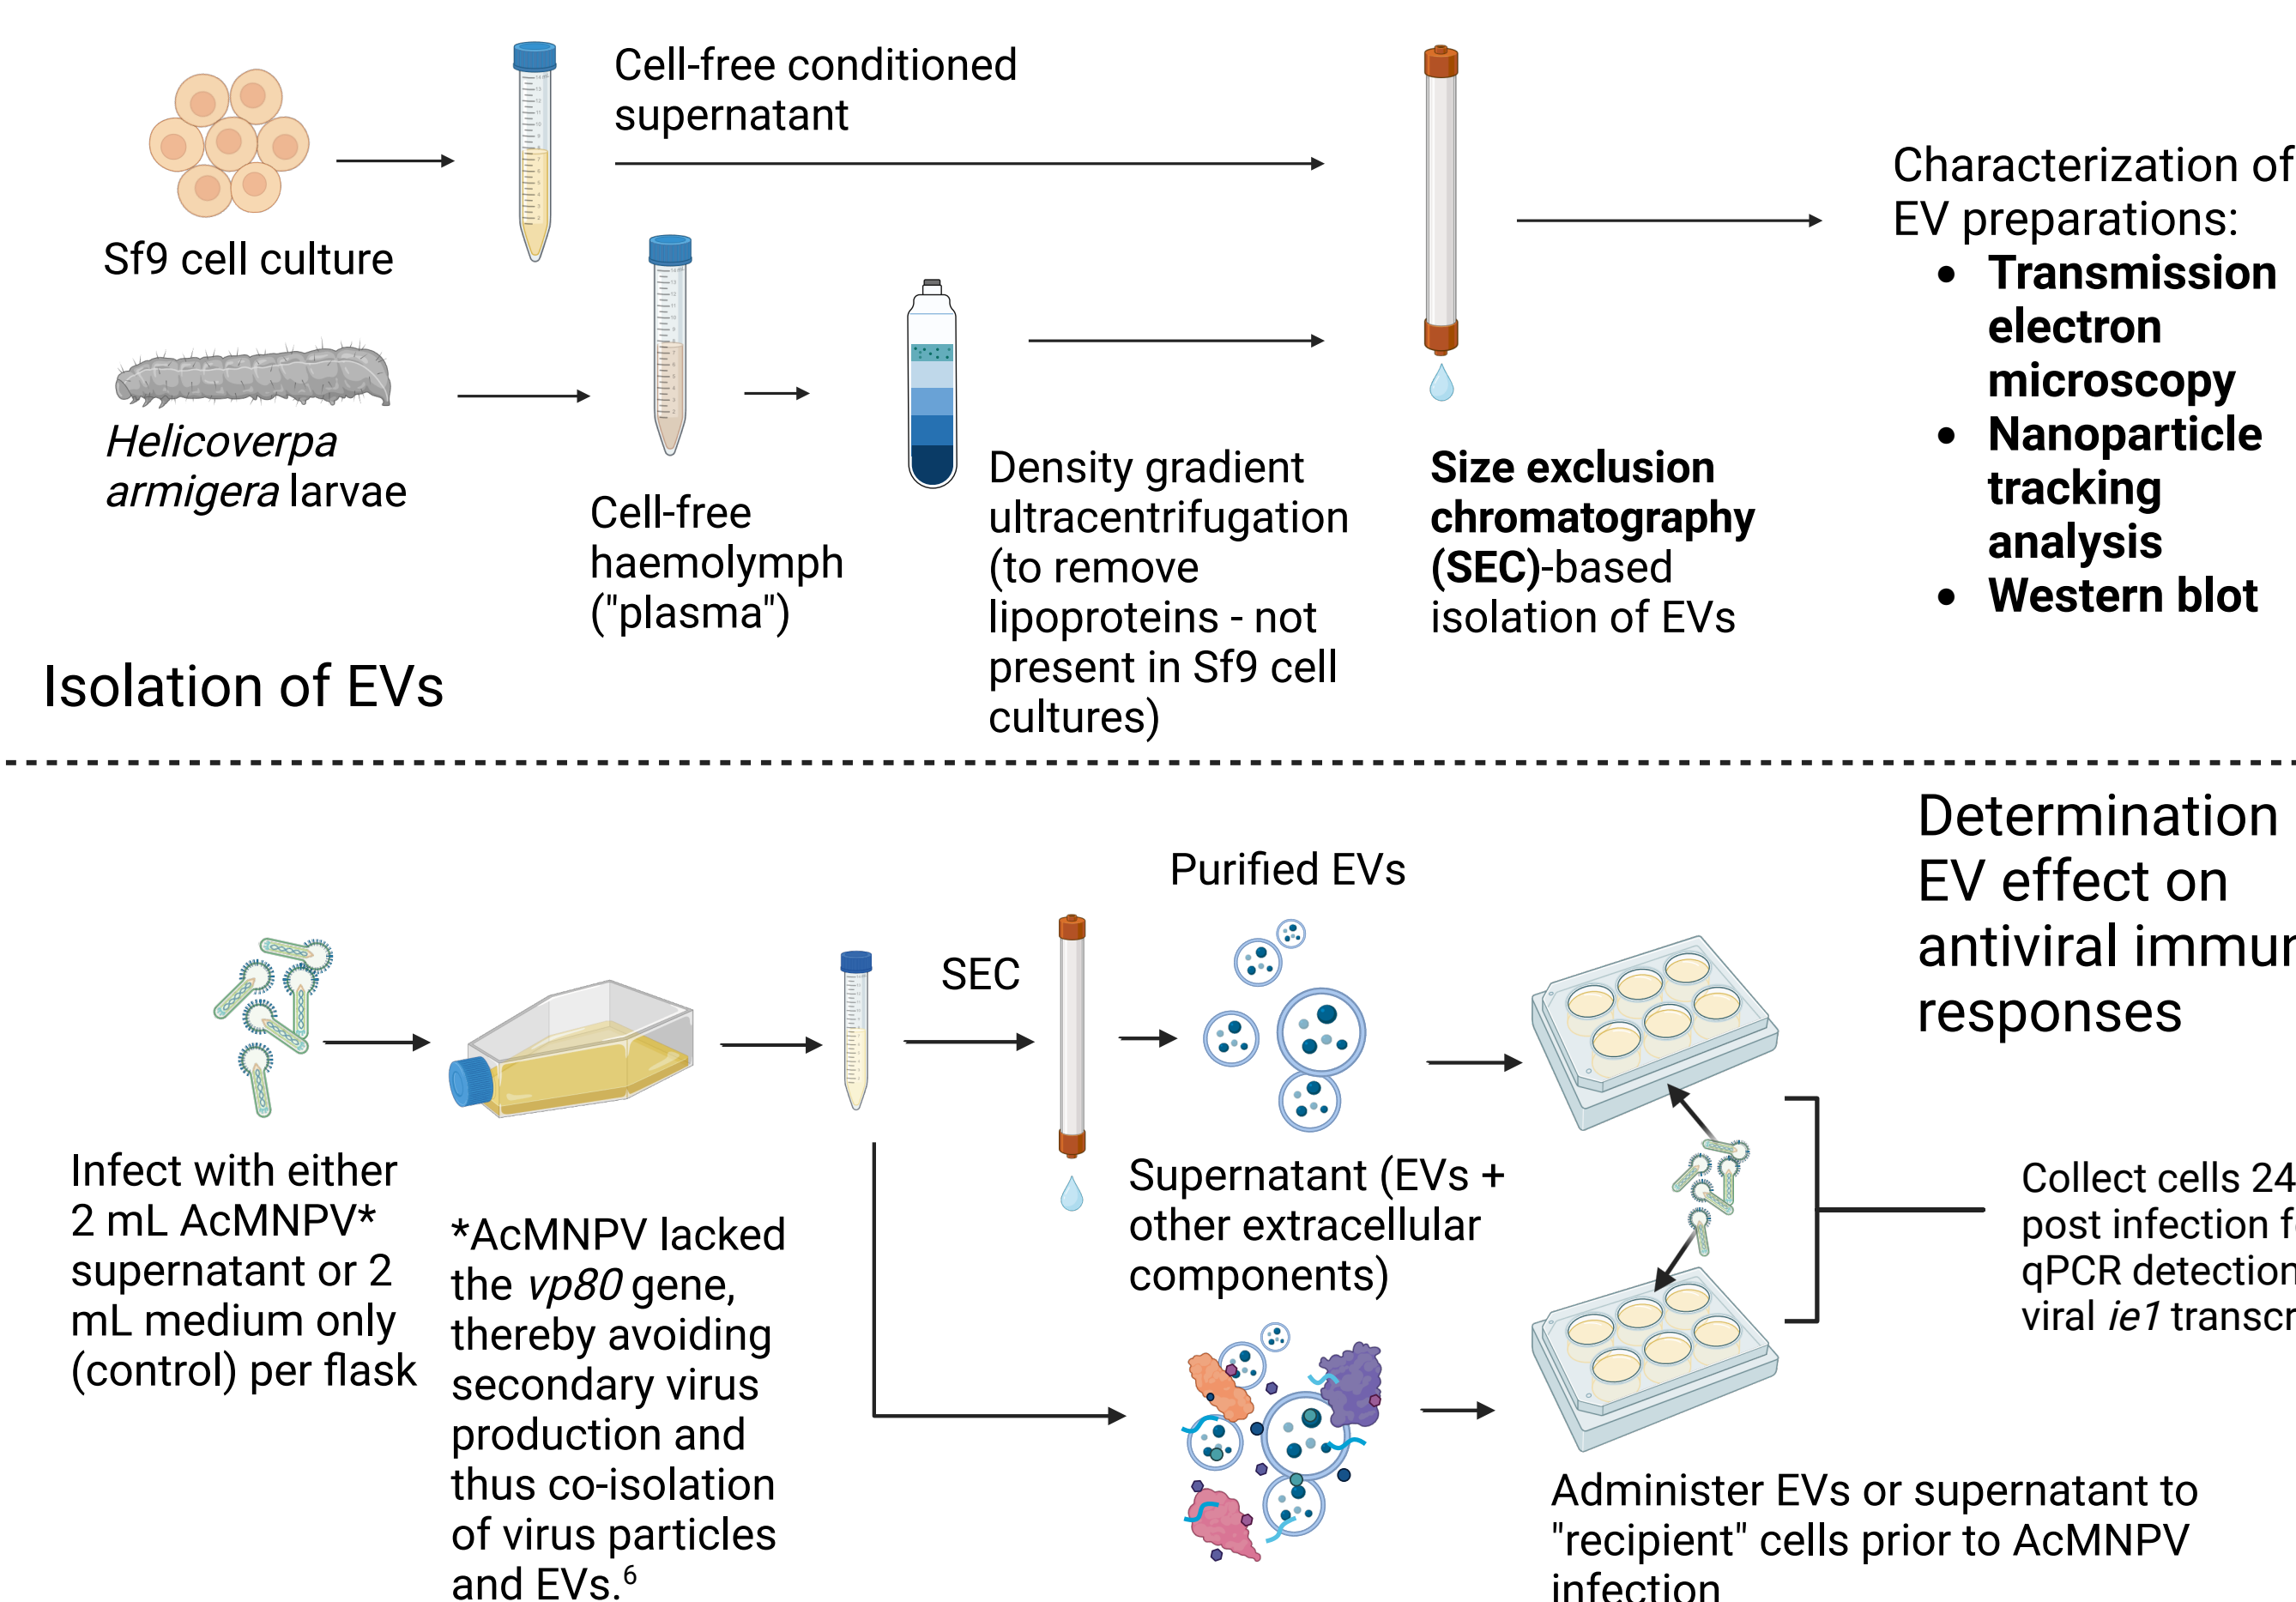 Cell-free conditioned
supernatant
Sf9 cell culture
Helicoverpa
armigera larvae
Cell-free
haemolymph
("plasma")
Density gradient
ultracentrifugation
(to remove
lipoproteins - not
present in Sf9 cell
cultures)
Size exclusion
chromatography
(SEC)-based
isolation of EVs
Characterization of
EV preparations:
• Transmission
electron
microscopy
• Nanoparticle
tracking
analysis
• Western blot
Isolation of EVs
Determination
EV effect on
antiviral immun
responses
Infect with either
2 mL AcMNPV*
supernatant or 2
mL medium only
(control) per flask
*AcMNPV lacked
the vp80 gene,
thereby avoiding
secondary virus
production and
thus co-isolation
of virus particles
and EVs.⁶
SEC
Purified EVs
Supernatant (EVs +
other extracellular
components)
Administer EVs or supernatant to
"recipient" cells prior to AcMNPV
infection
Collect cells 24
post infection f
qPCR detection
viral ie1 transcr